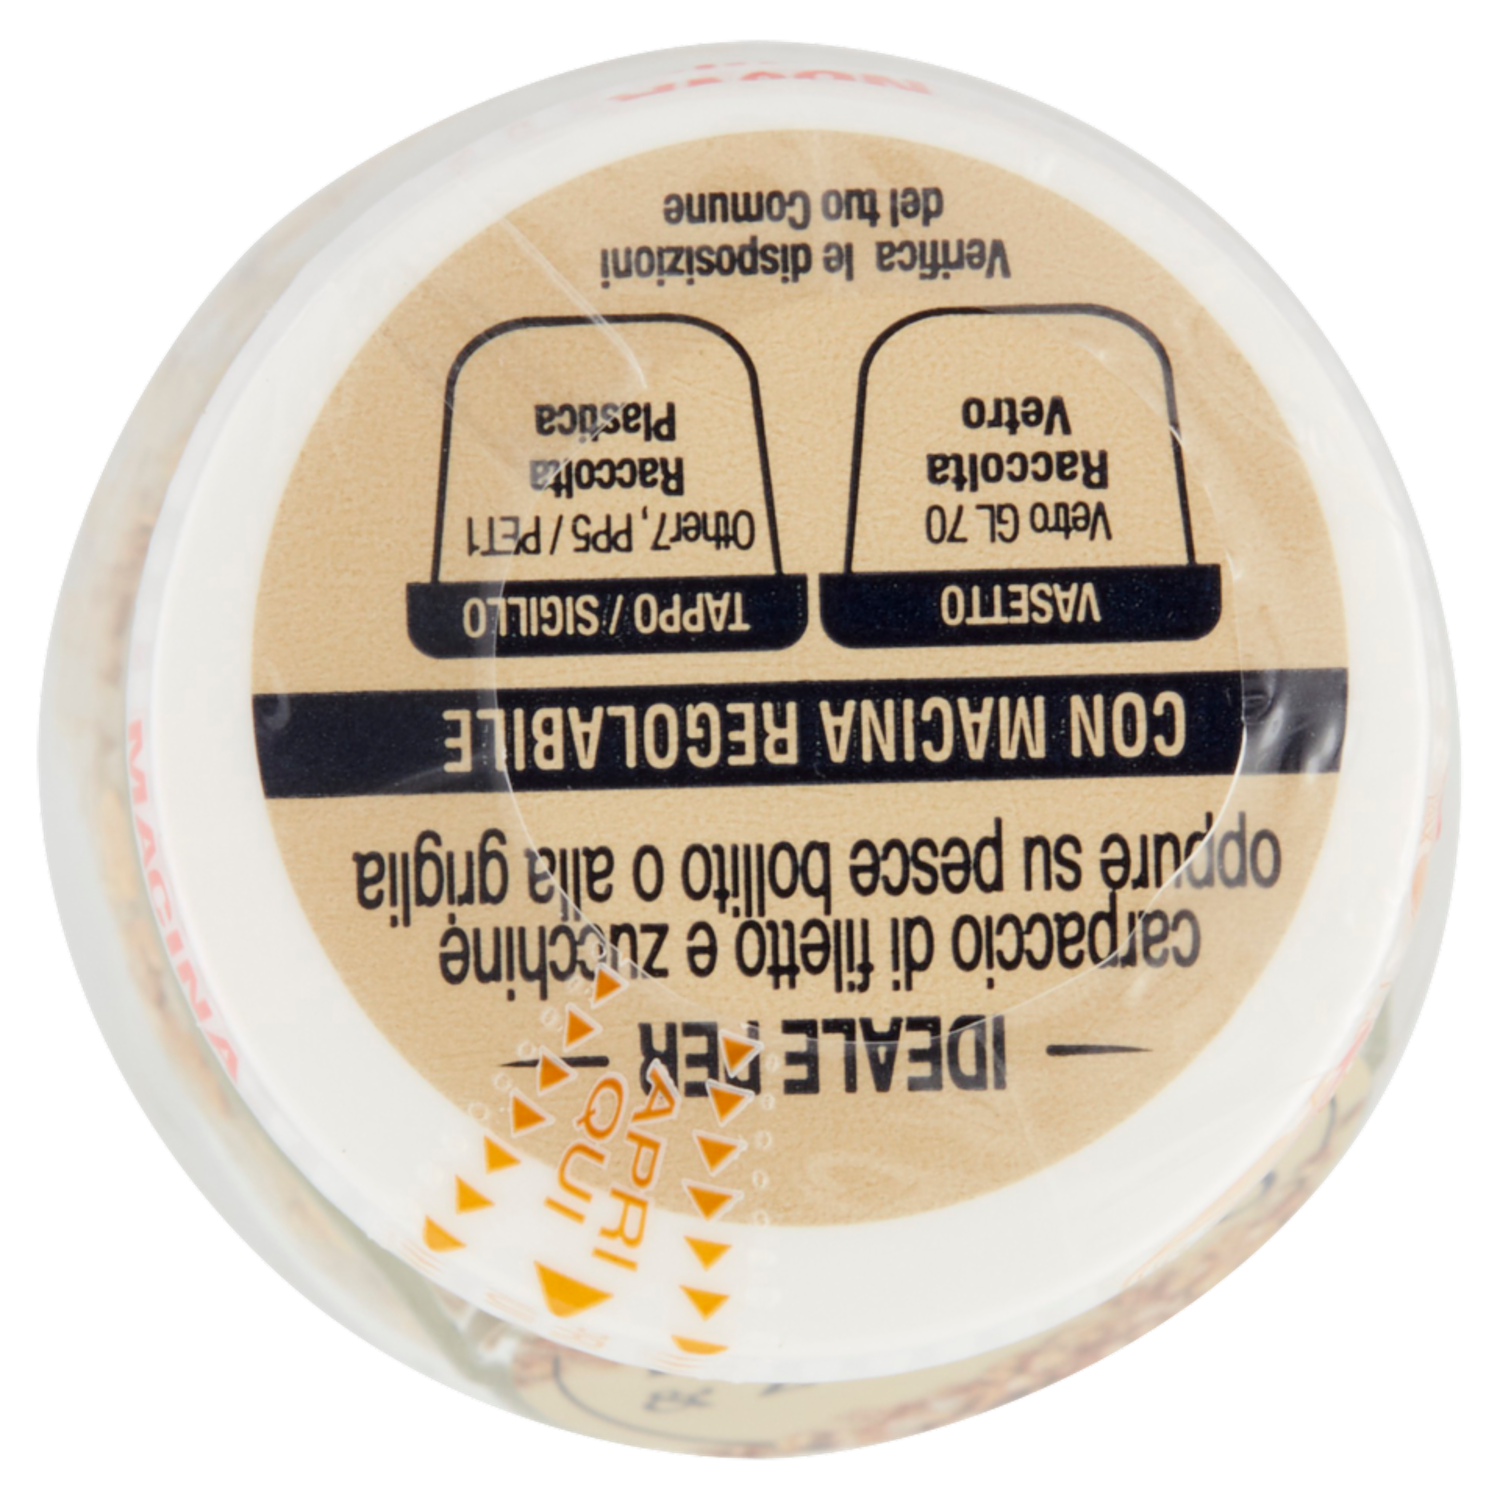 IDEALE PER
carpaccio di filetto e zucchine
oppure su pesce bollito o alla griglia
CON MACINA REGOLABILE
VASETTO
Vetro GL 70
Raccolta
Vetro
TAPPO / SIGILLO
Other7, PP5 / PET1
Raccolta
Plastica
Verifica le disposizioni
del tuo Comune
APRI
QUI
MACINA